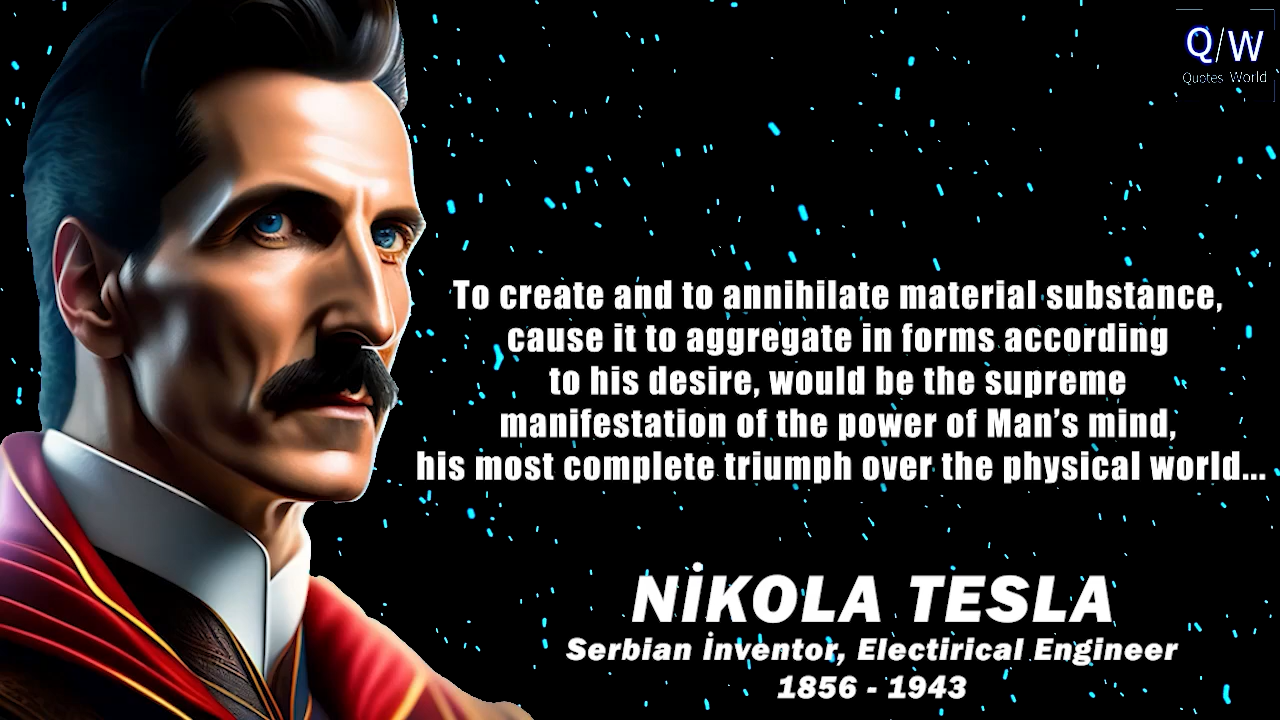 Q/W
Quotes World
To create and to annihilate material substance,
cause it to aggregate in forms according
to his desire, would be the supreme
manifestation of the power of Man’s mind,
his most complete triumph over the physical world...
NİKOLA TESLA
Serbian İnventor, Electirical Engineer
1856 - 1943